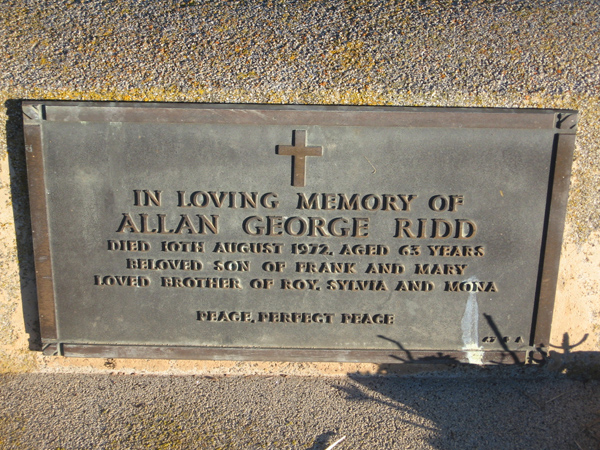 IN LOVING MEMORY OF
ALLAN GEORGE RIDD
DIED 10TH AUGUST 1972, AGED 63 YEARS
BELOVED SON OF FRANK AND MARY
LOVED BROTHER OF ROY, SYLVIA AND MONA
PEACE, PERFECT PEACE